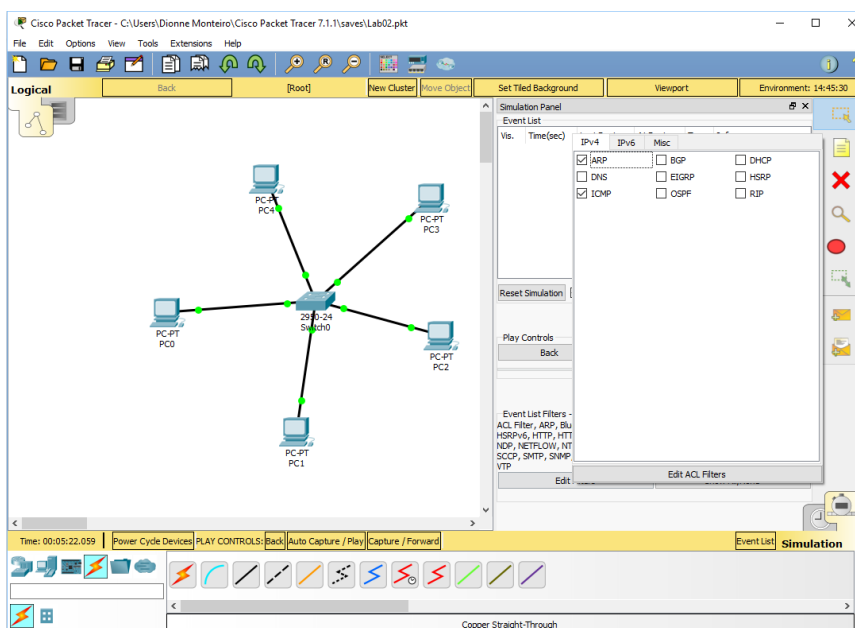 Cisco Packet Tracer - C:\Users\Dionne Monteiro\Cisco Packet Tracer 7.1.1\saves\Lab02.pkt
File Edit Options View Tools Extensions Help
Logical Back [Root] New Cluster Move Object Set Tiled Background Viewport Environment: 14:45:30
Simulation Panel
Event List
Vis. Time(sec)
IPv4 IPv6 Misc
ARP BGP DHCP
DNS EIGRP HSRP
ICMP OSPF RIP
PC-PT
PC4
PC-PT
PC3
2950-24
Switch0
PC-PT
PC0
PC-PT
PC2
PC-PT
PC1
Reset Simulation
Play Controls
Back
Event List Filters -
ACL Filter, ARP,
HSRPv6, HTTP,
NDP, NETFLOW,
SCCP, SMTP, SNMP,
VTP
Edit ACL Filters
Time: 00:05:22.059 Power Cycle Devices PLAY CONTROLS: Back Auto Capture / Play Capture / Forward Event List Simulation
Copper Straight-Through